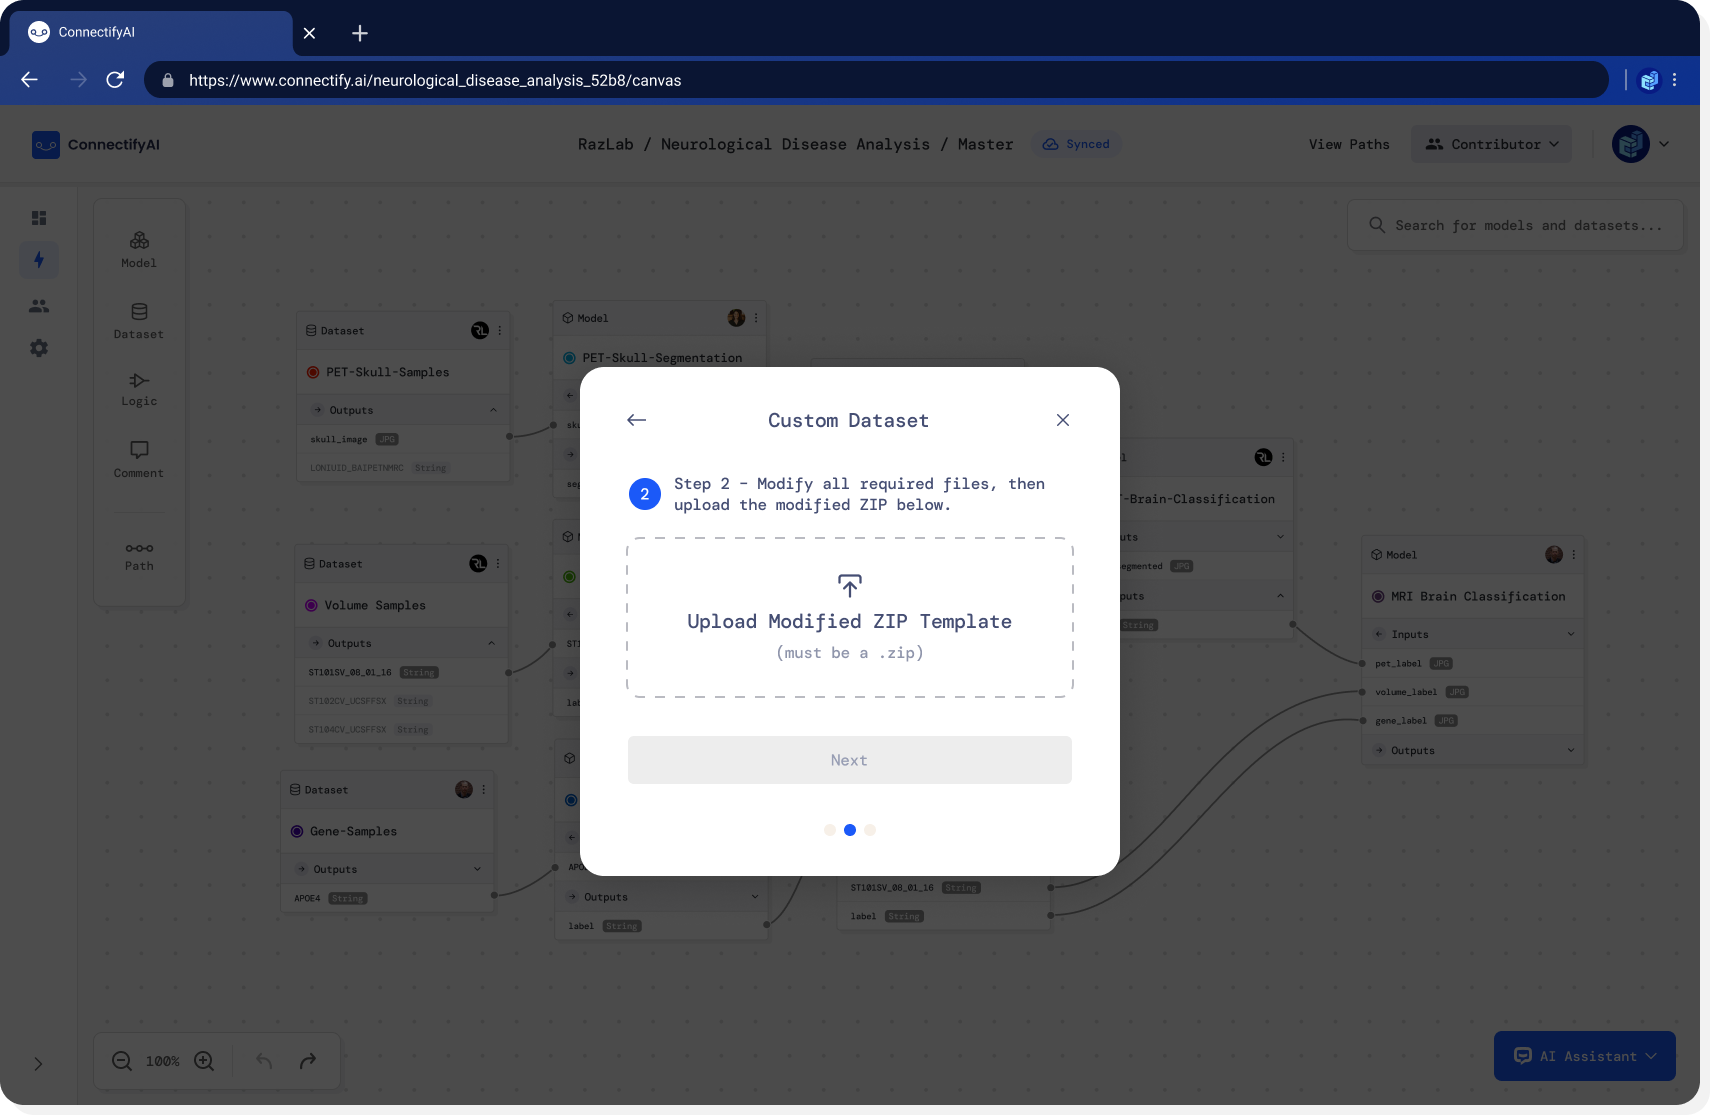 ConnectifyAI
https://www.connectify.ai/neurological_disease_analysis_52b8/canvas
ConnectifyAI
RazLab / Neurological Disease Analysis / Master
Synced
View Paths
Contributor
Search for models and datasets...
Model
Dataset
Logic
Comment
Path
Dataset
RL
PET-Skull-Samples
Outputs
skull_image JPG
LONIUID_BAIPETNMRC String
Model
PET-Skull-Segmentation
Dataset
RL
Volume Samples
Outputs
ST101SV_08_01_16 String
ST102CV_UCSFFSX String
ST104CV_UCSFFSX String
Dataset
Gene-Samples
Outputs
APOE4 String
Custom Dataset
2
Step 2 – Modify all required files, then
upload the modified ZIP below.
Upload Modified ZIP Template
(must be a .zip)
Next
Outputs
label String
ST101SV_08_01_16 String
label String
RL
-Brain-Classification
segmented JPG
String
Model
MRI Brain Classification
Inputs
pet_label JPG
volume_label JPG
gene_label JPG
Outputs
100%
AI Assistant